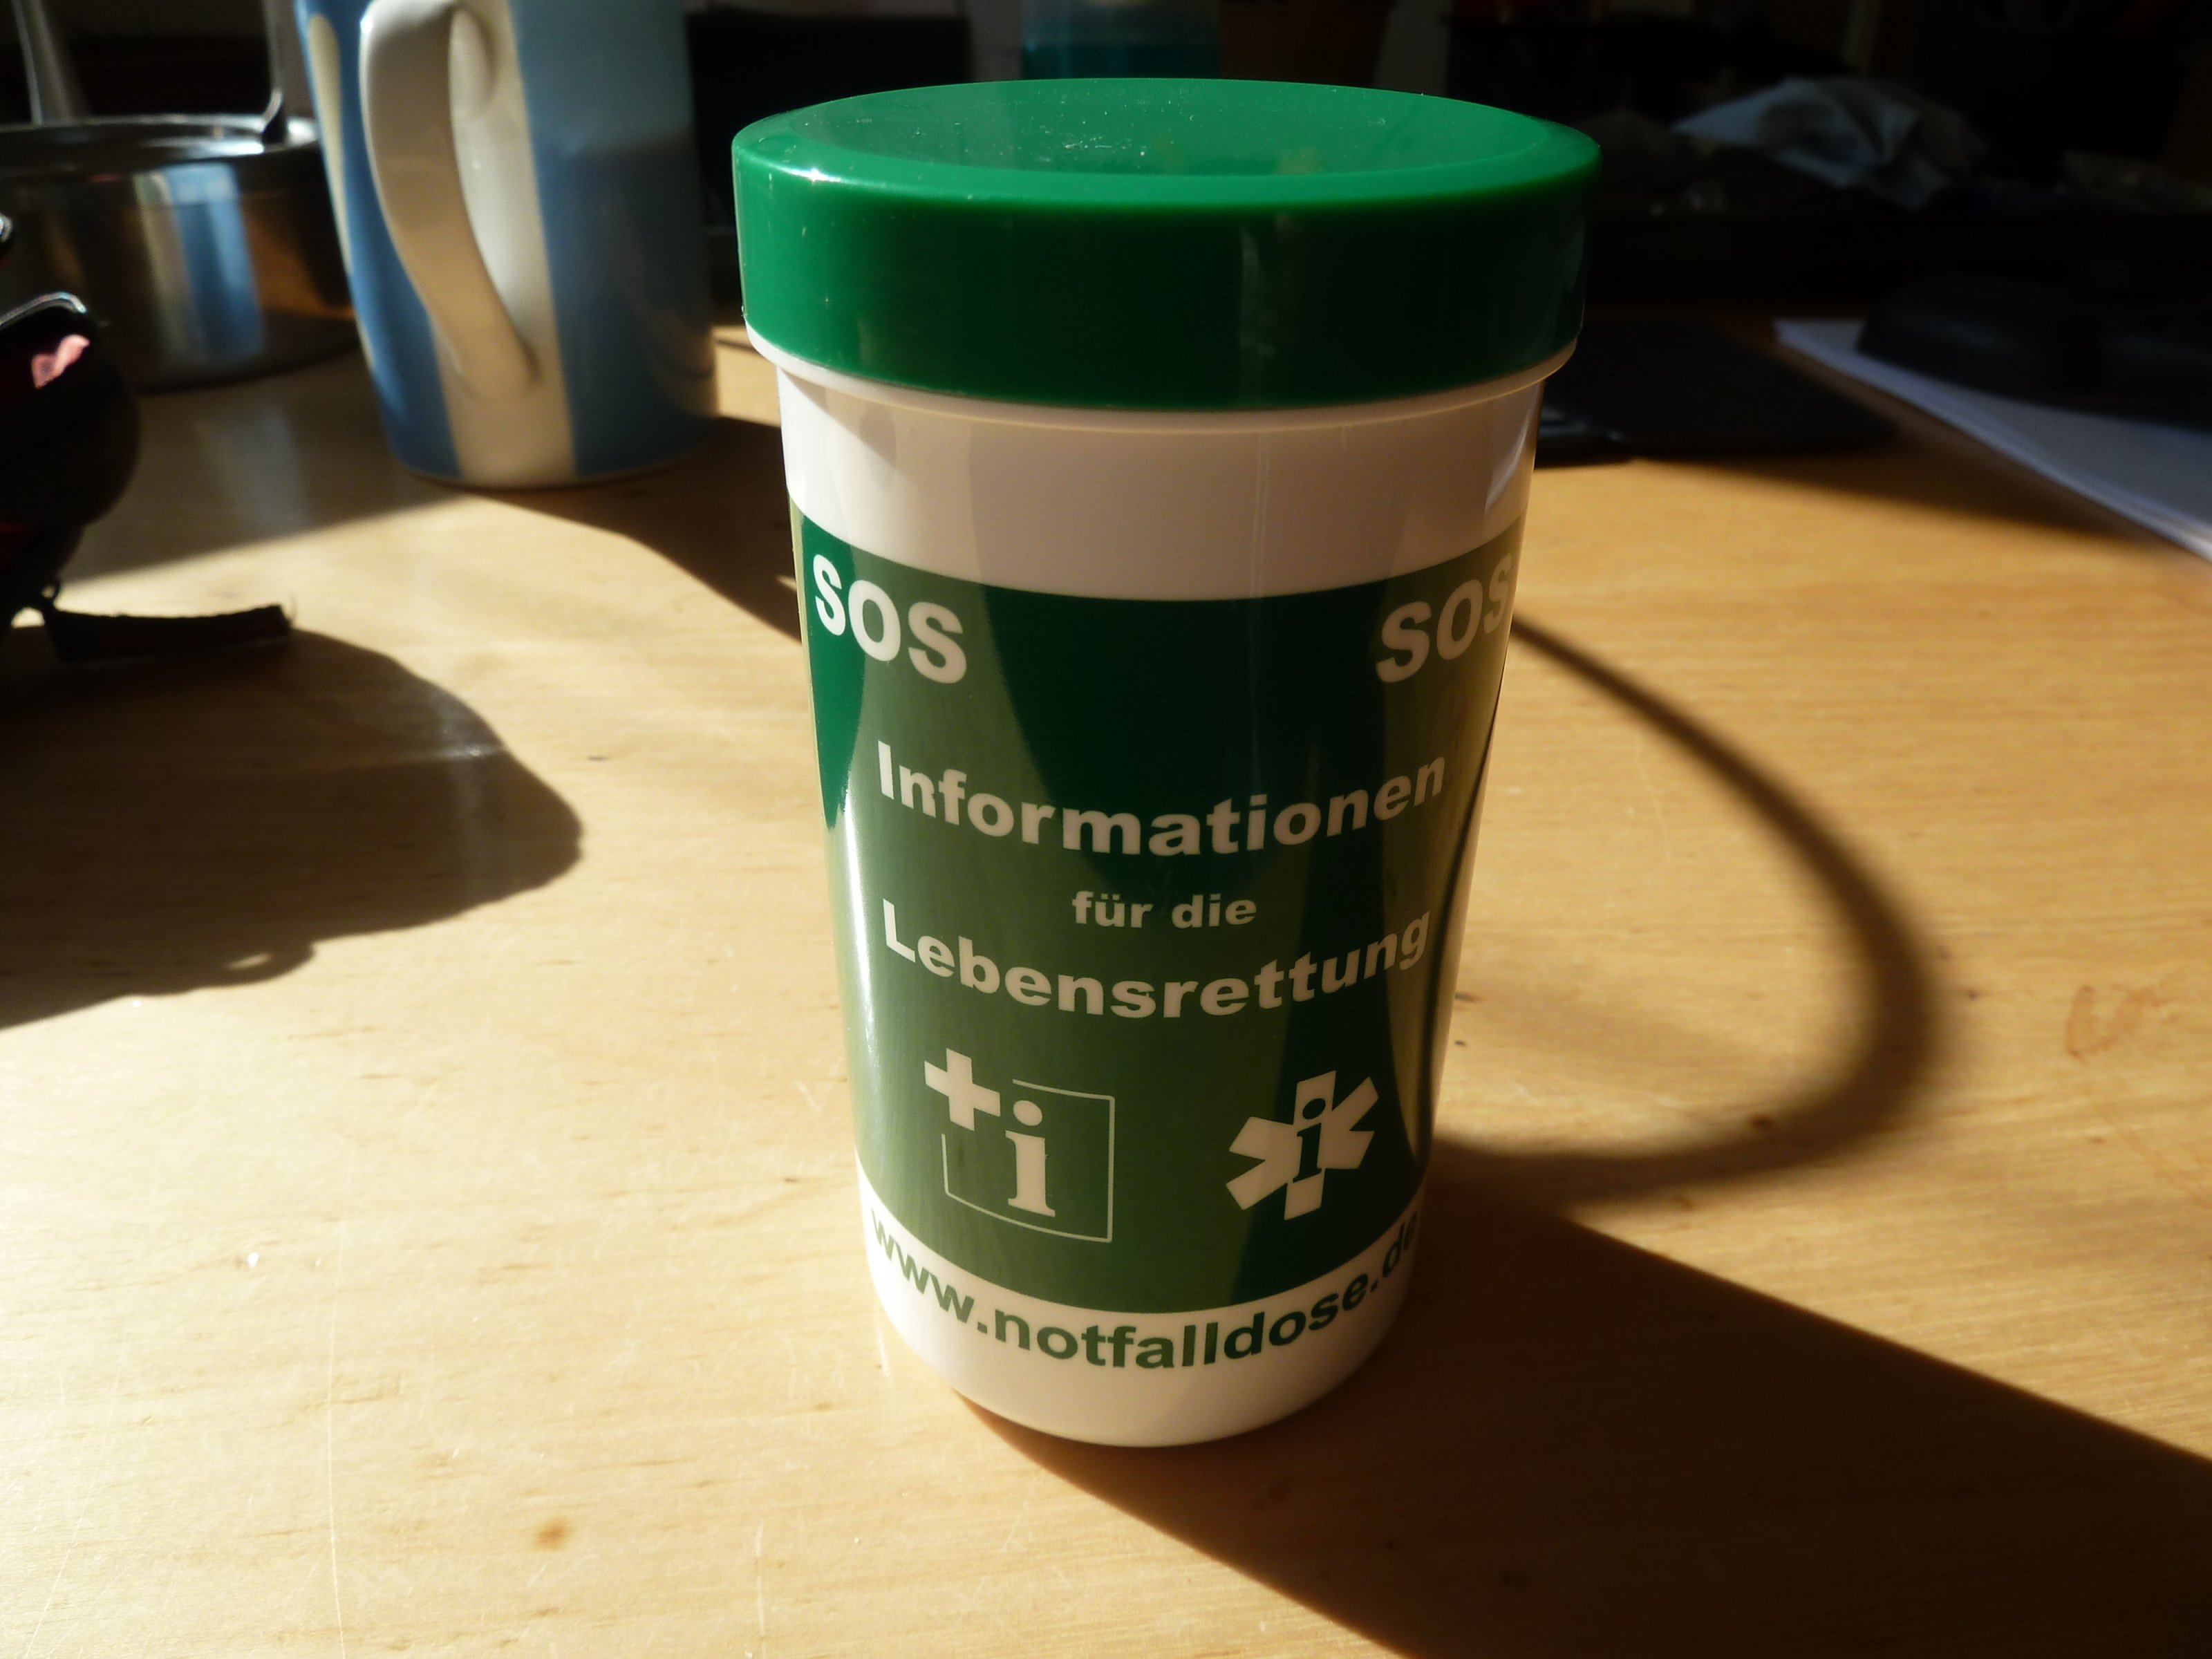 SOS SOS
Informationen
für die
Lebensrettung
i i
www.notfalldose.de